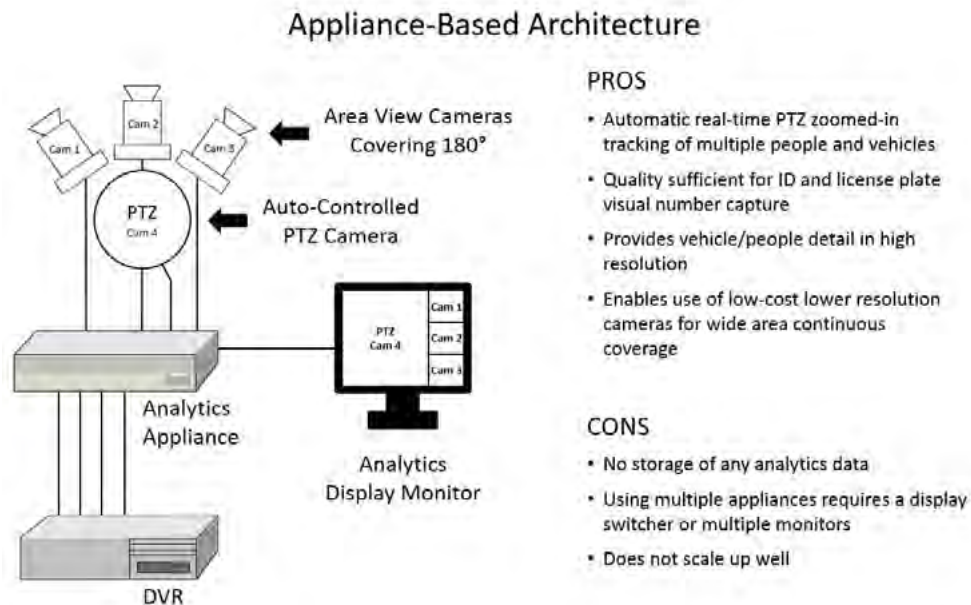 Appliance-Based Architecture
Cam 1
Cam 2
Cam 3
Area View Cameras
Covering 180°
PTZ
Cam 4
Auto-Controlled
PTZ Camera
PTZ
Cam 4
Cam 1
Cam 2
Cam 3
Analytics
Appliance
Analytics
Display Monitor
DVR
PROS
• Automatic real-time PTZ zoomed-in
tracking of multiple people and vehicles
• Quality sufficient for ID and license plate
visual number capture
• Provides vehicle/people detail in high
resolution
• Enables use of low-cost lower resolution
cameras for wide area continuous
coverage
CONS
• No storage of any analytics data
• Using multiple appliances requires a display
switcher or multiple monitors
• Does not scale up well